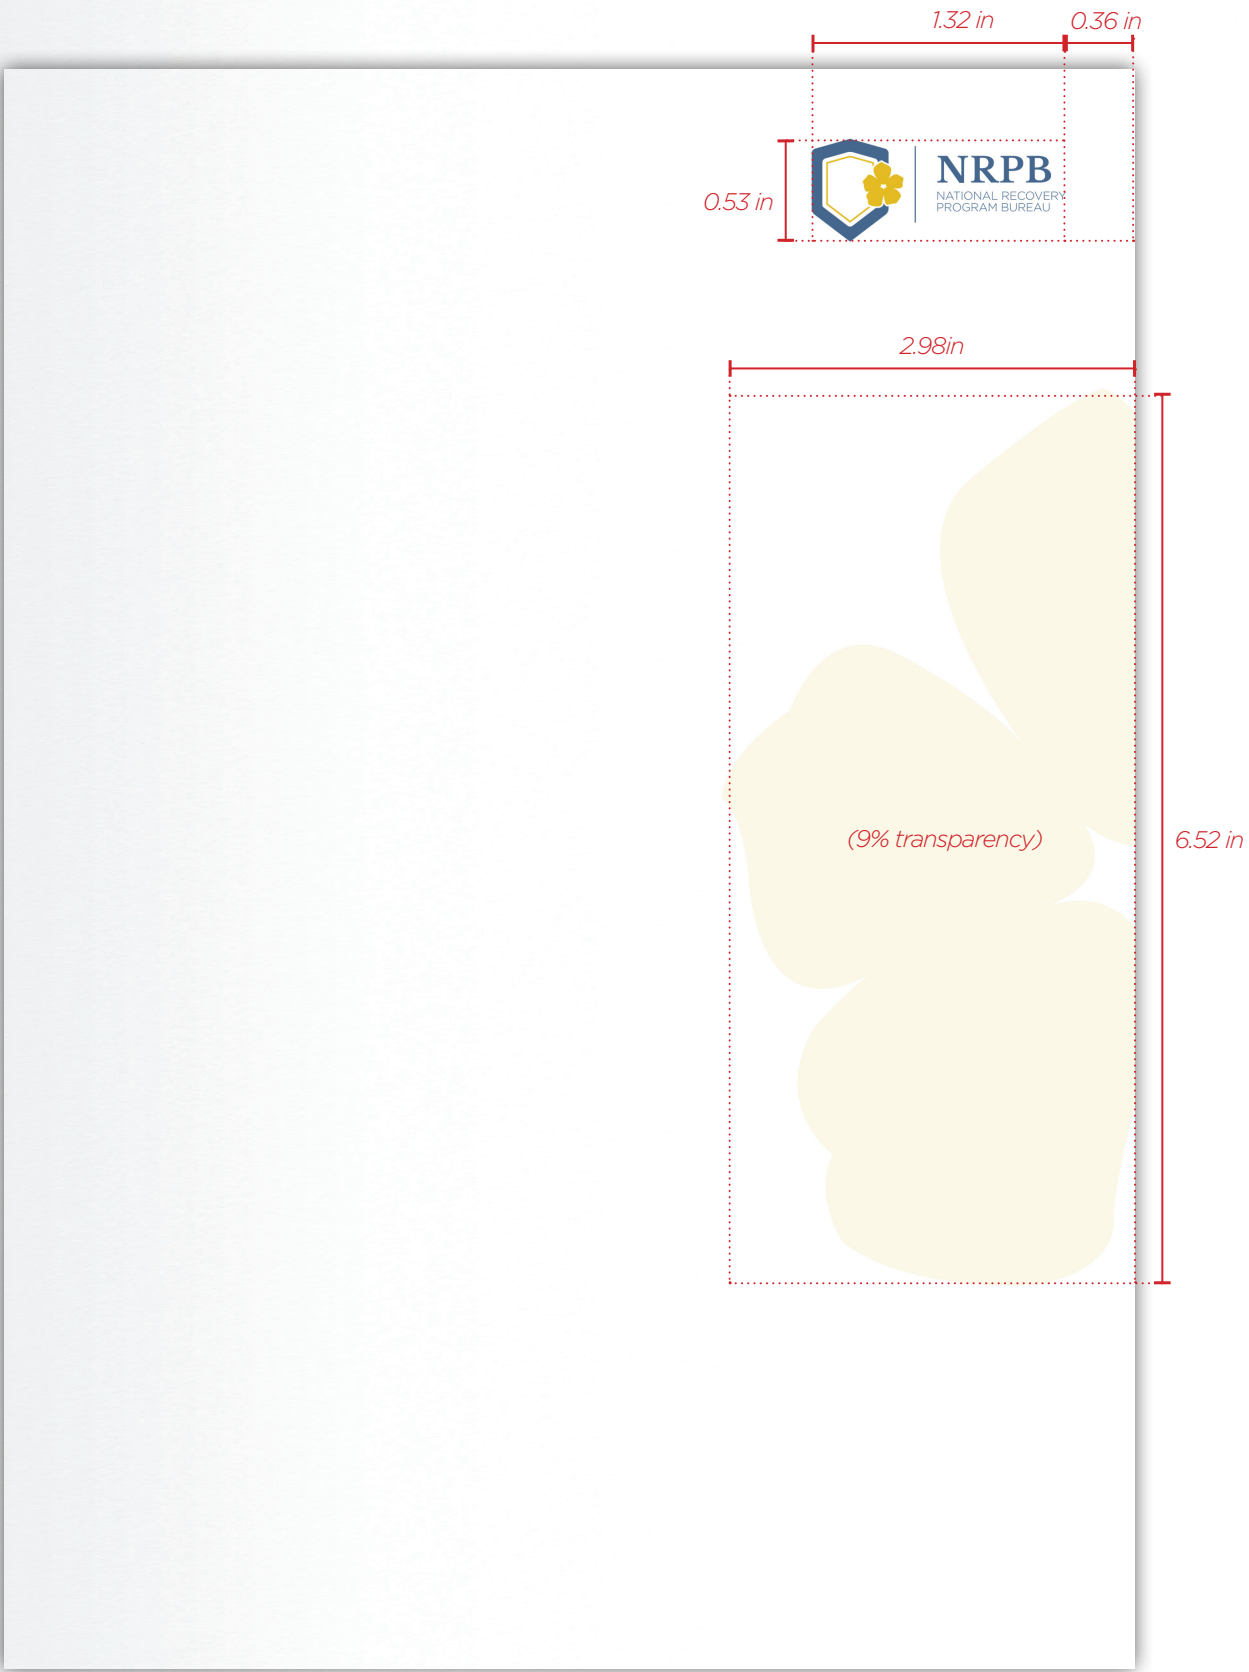 1.32 in
0.36 in
0.53 in
NRPB
NATIONAL RECOVERY
PROGRAM BUREAU
2.98in
(9% transparency)
6.52 in